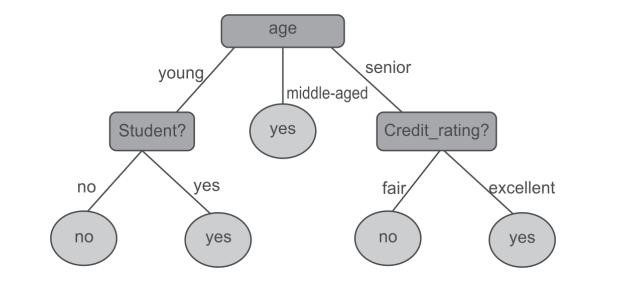 age
young
senior
middle-aged
Student?
yes
Credit_rating?
no
yes
fair
excellent
no
yes
no
yes